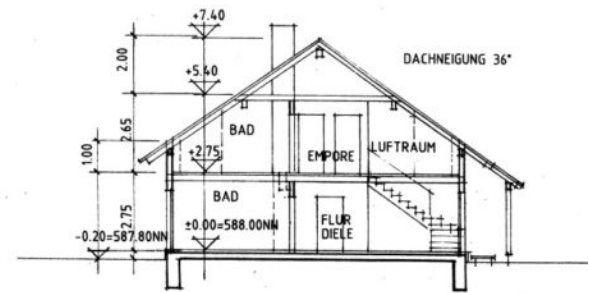 +7.40
2.00
DACHNEIGUNG 36°
+5.40
2.65
BAD
1.00
+2.75
EMPORE
LUFTRAUM
BAD
2.75
±0.00=588.00NN
FLUR
DIELE
-0.20=587.80NN